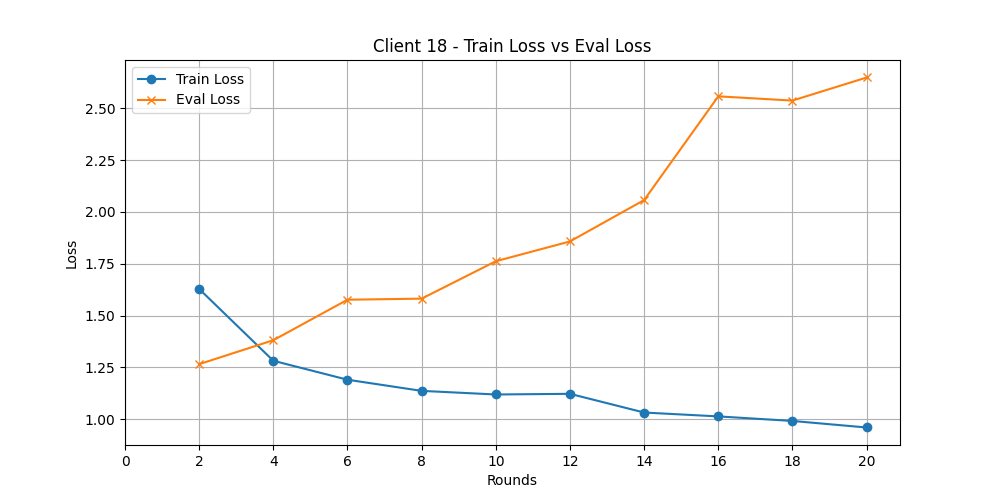 Client 18 - Train Loss vs Eval Loss
Train Loss
Eval Loss
Loss
2.50
2.25
2.00
1.75
1.50
1.25
1.00
0 2 4 6 8 10 12 14 16 18 20
Rounds